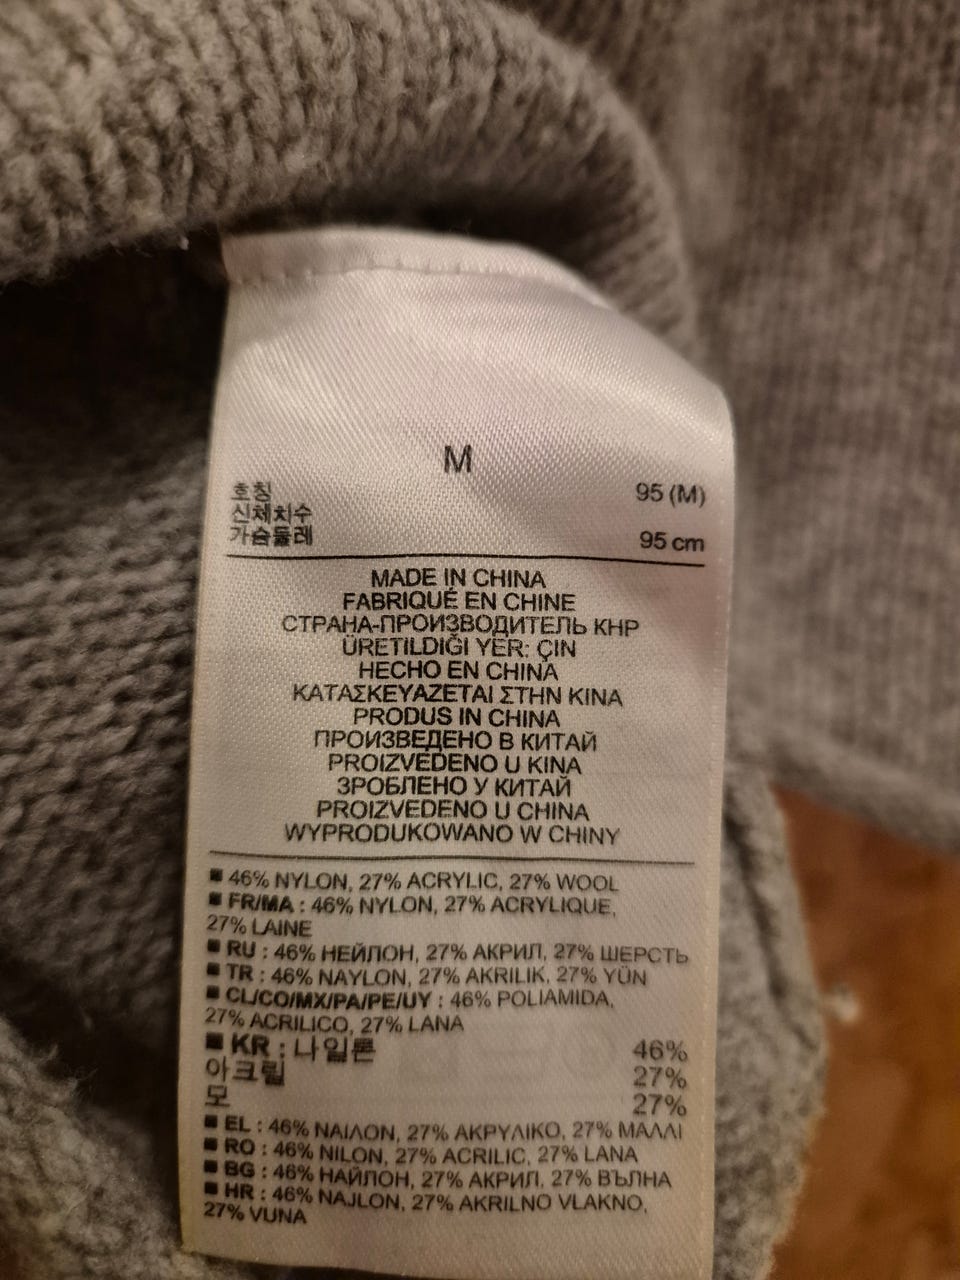 M
호칭 95 (M)
신체치수
가슴둘레 95 cm
MADE IN CHINA
FABRIQUÉ EN CHINE
СТРАНА-ПРОИЗВОДИТЕЛЬ КНР
ÜRETILDIĞI YER: ÇIN
HECHO EN CHINA
ΚΑΤΑΣΚΕΥΑΖΕΤΑΙ ΣΤΗΝ ΚΙΝΑ
PRODUS IN CHINA
ПРОИЗВЕДЕНО В КИТАЙ
PROIZVEDENO U KINA
ЗРОБЛЕНО У КИТАЙ
PROIZVEDENO U CHINA
WYPRODUKOWANO W CHINY
■ 46% NYLON, 27% ACRYLIC, 27% WOOL
■ FR/MA : 46% NYLON, 27% ACRYLIQUE,
27% LAINE
■ RU : 46% НЕЙЛОН, 27% АКРИЛ, 27% ШЕРСТЬ
■ TR : 46% NAYLON, 27% AKRILIK, 27% YÜN
■ CL/CO/MX/PA/PE/UY : 46% POLIAMIDA,
27% ACRILICO, 27% LANA
■ KR : 나일론 46%
아크릴 27%
모 27%
■ EL : 46% ΝΑΙΛΟΝ, 27% ΑΚΡΥΛΙΚΟ, 27% ΜΑΛΛΙ
■ RO : 46% NILON, 27% ACRILIC, 27% LANA
■ BG : 46% НАЙЛОН, 27% АКРИЛ, 27% ВЪЛНА
■ HR : 46% NAJLON, 27% AKRILNO VLAKNO,
27% VUNA